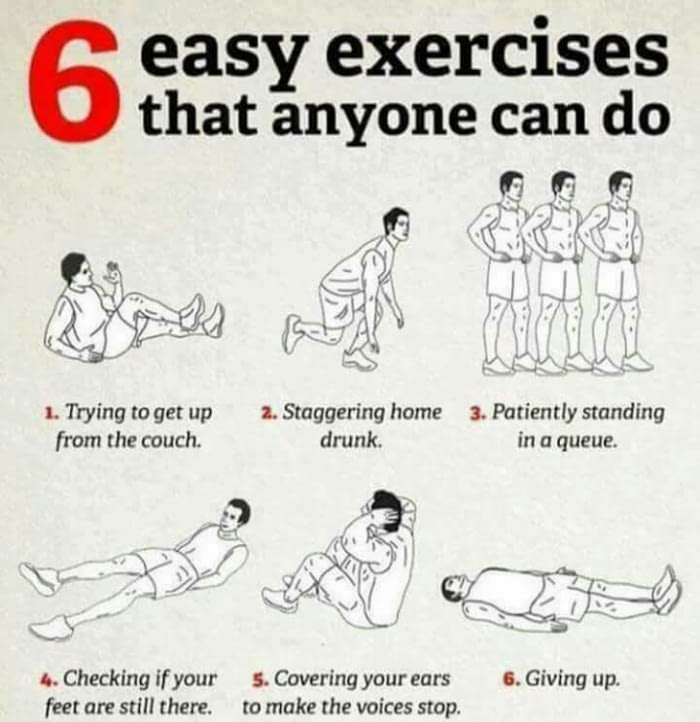 6 easy exercises
that anyone can do
1. Trying to get up
from the couch.
2. Staggering home
drunk.
3. Patiently standing
in a queue.
4. Checking if your
feet are still there.
5. Covering your ears
to make the voices stop.
6. Giving up.